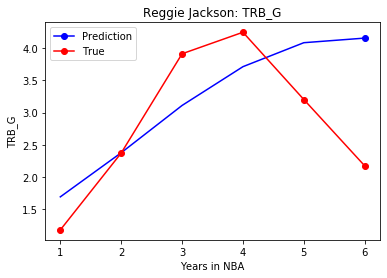 Reggie Jackson: TRB_G
Prediction
True
4.0
3.5
3.0
2.5
2.0
1.5
TRB_G
1 2 3 4 5 6
Years in NBA